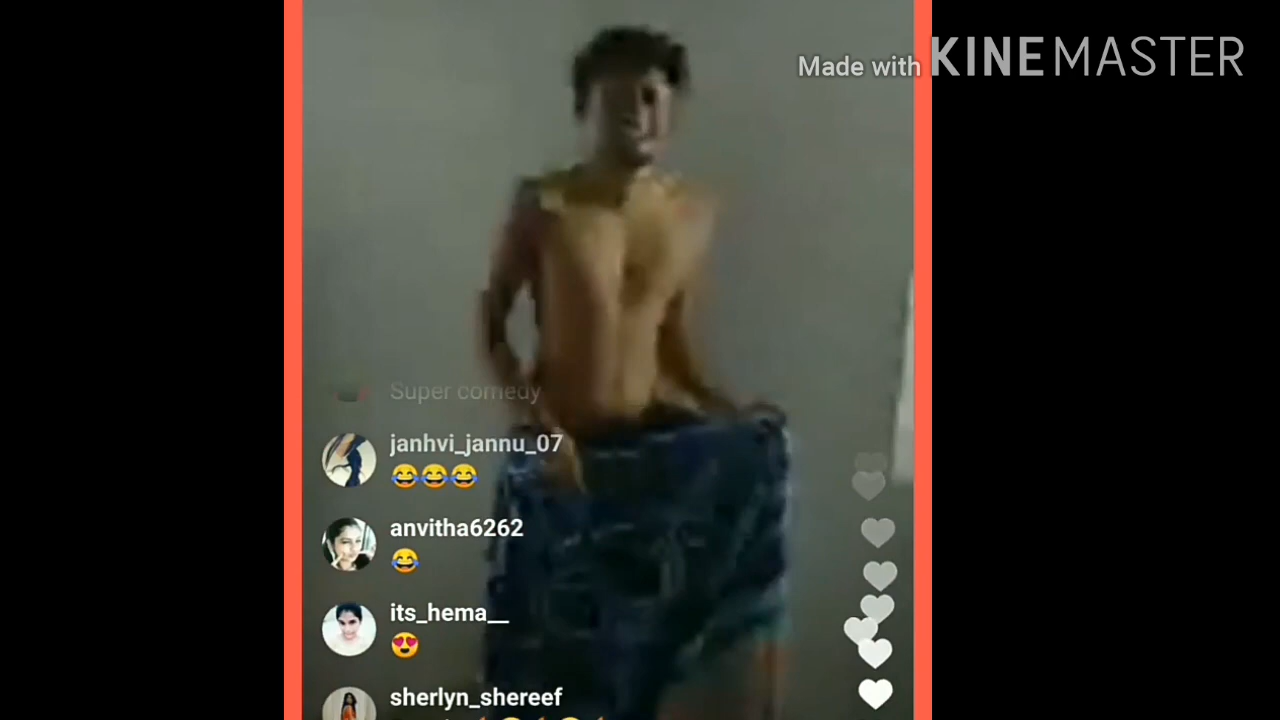 Made with KINEMASTER
Super comedy
janhvi_jannu_07
😂😂😂
anvitha6262
😂
its_hema__
😍
sherlyn_shereef